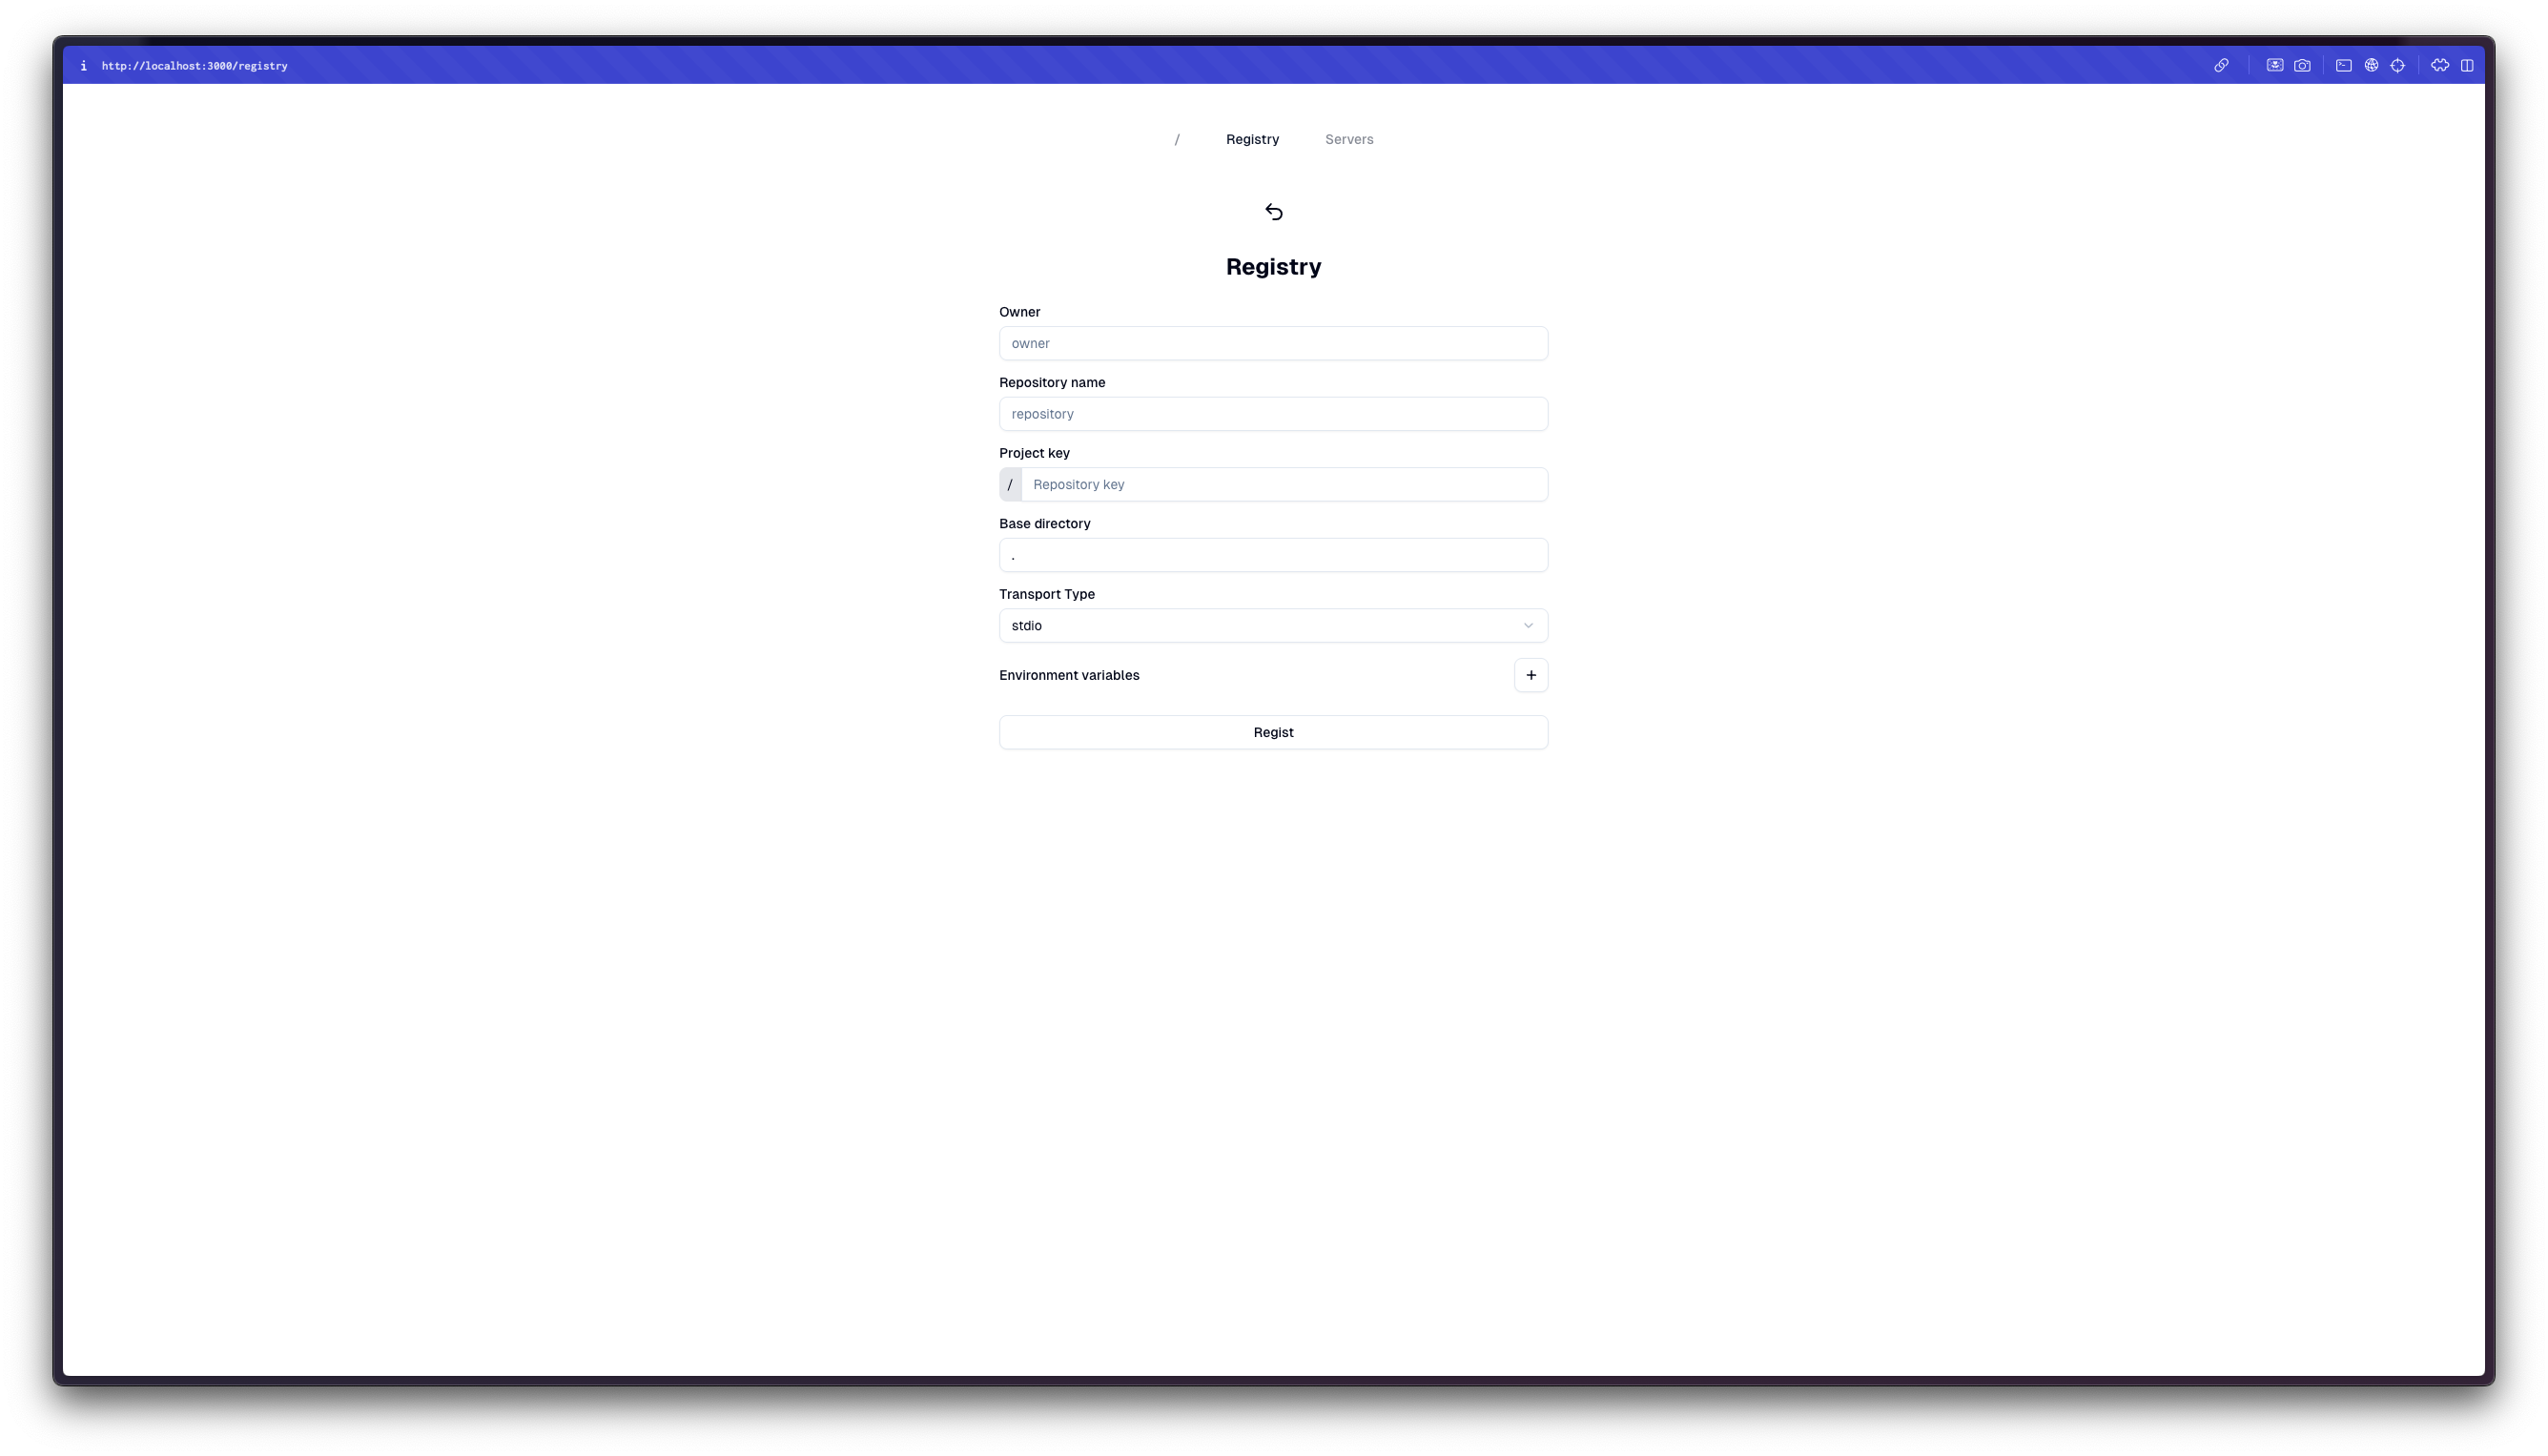 i http://localhost:3000/registry
/ Registry Servers
Registry
Owner
owner
Repository name
repository
Project key
/ Repository key
Base directory
.
Transport Type
stdio
Environment variables +
Regist